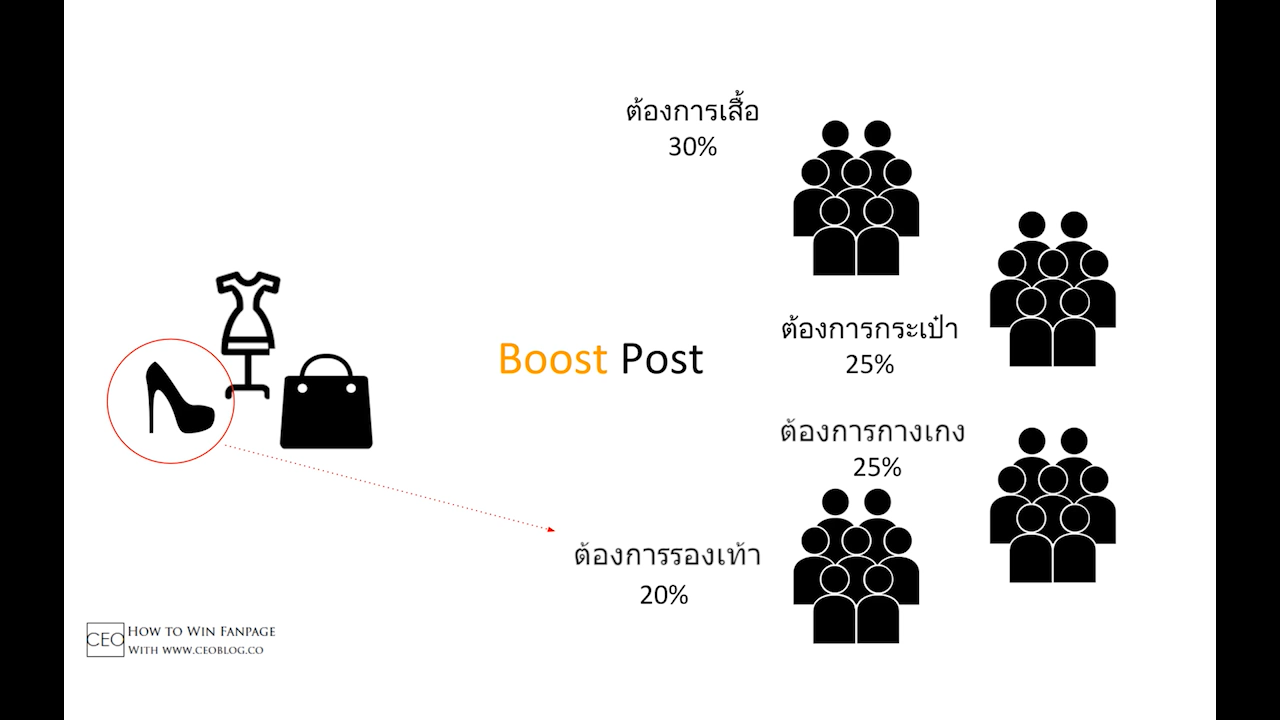 ต้องการเสื้อ
30%
ต้องการกระเป๋า
25%
Boost Post
ต้องการกางเกง
25%
ต้องการรองเท้า
20%
CEO
HOW TO WIN FANPAGE
WITH WWW.CEOBLOG.CO